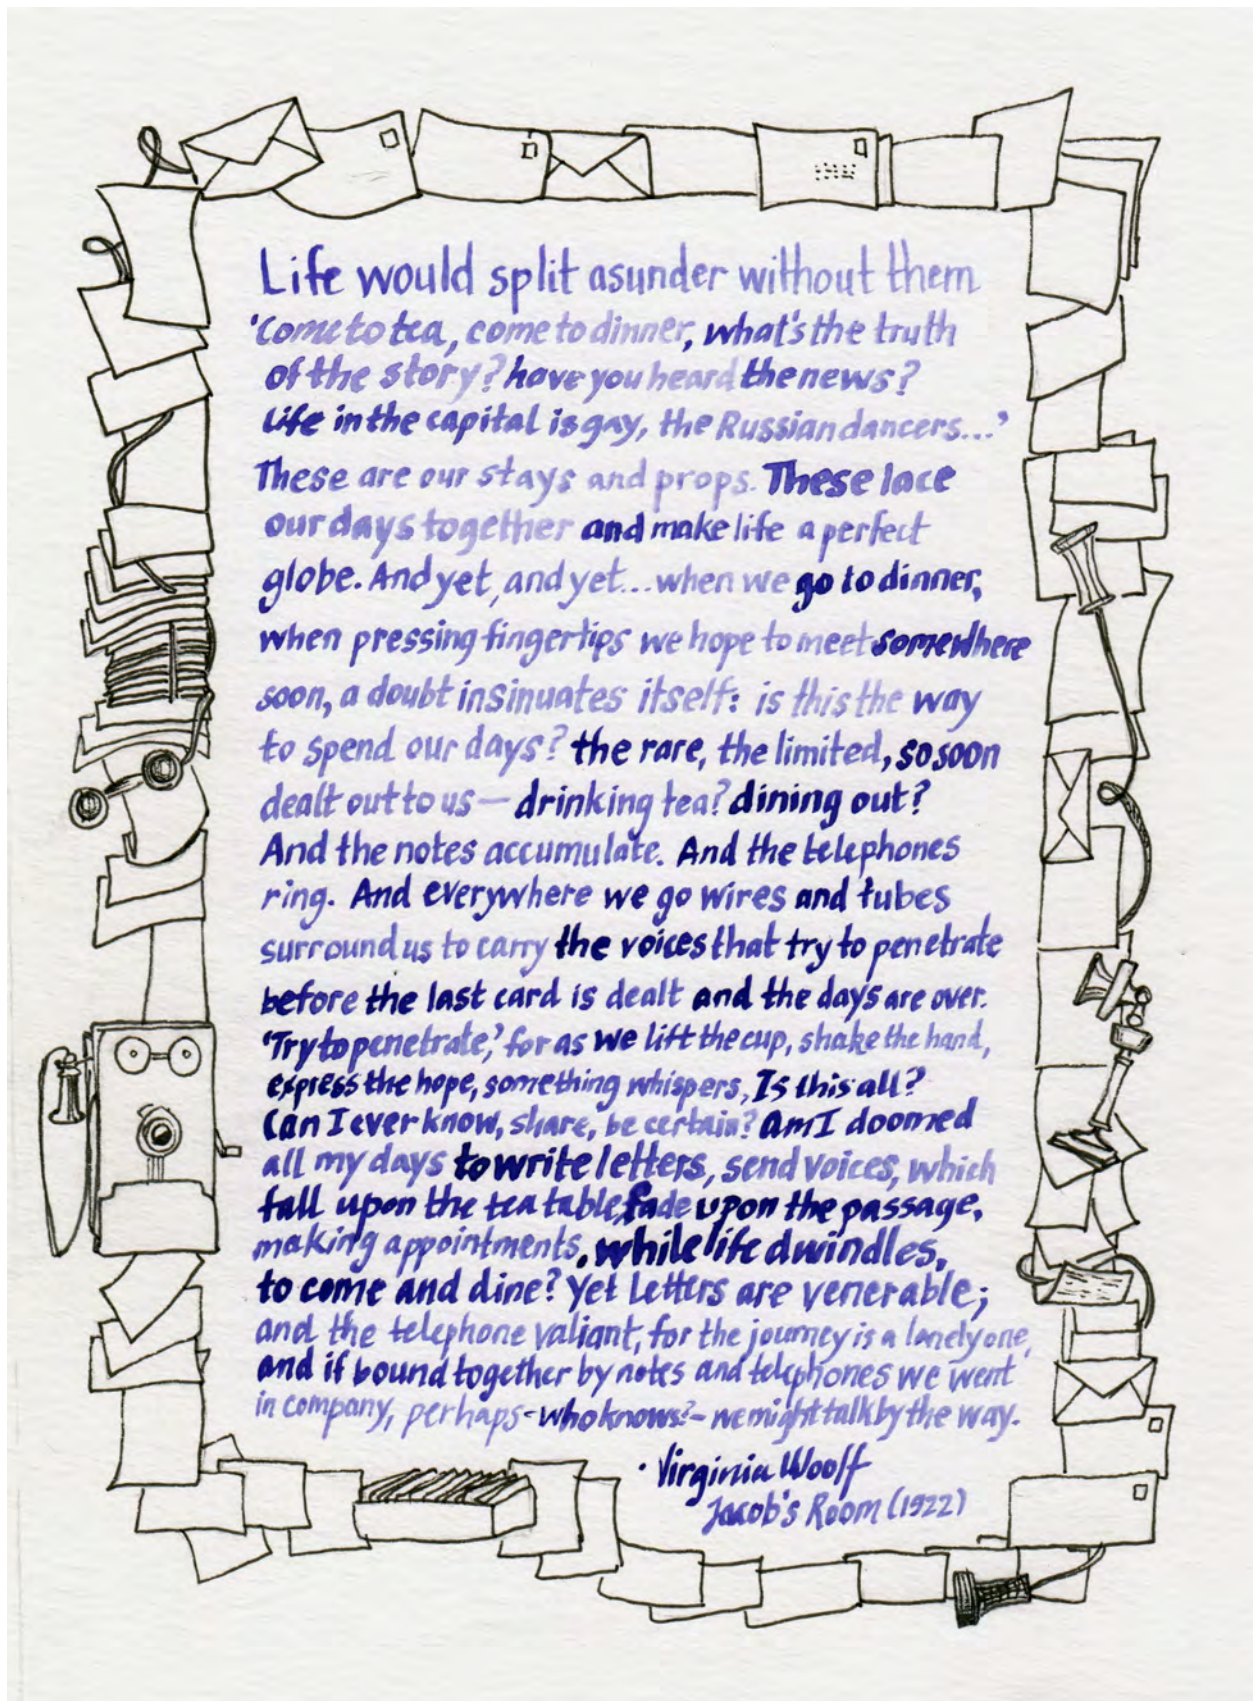 Life would split asunder without them
'Come to tea, come to dinner, what's the truth
of the story? have you heard the news?
Life in the capital is gay, the Russian dancers...'
These are our stays and props. These lace
our days together and make life a perfect
globe. And yet, and yet... when we go to dinner,
when pressing fingertips we hope to meet somewhere
soon, a doubt insinuates itself: is this the way
to spend our days? the rare, the limited, so soon
dealt out to us — drinking tea? dining out?
And the notes accumulate. And the telephones
ring. And everywhere we go wires and tubes
surround us to carry the voices that try to penetrate
before the last card is dealt and the days are over.
'Try to penetrate,' for as we lift the cup, shake the hand,
express the hope, something whispers, Is this all?
Can I ever know, share, be certain? Am I doomed
all my days to write letters, send voices, which
fall upon the tea table, fade upon the passage,
making appointments, while life dwindles,
to come and dine? Yet letters are venerable;
and the telephone valiant, for the journey is a lonely one,
and if bound together by notes and telephones we went
in company, perhaps - who knows? - we might talk by the way.
· Virginia Woolf
Jacob's Room (1922)